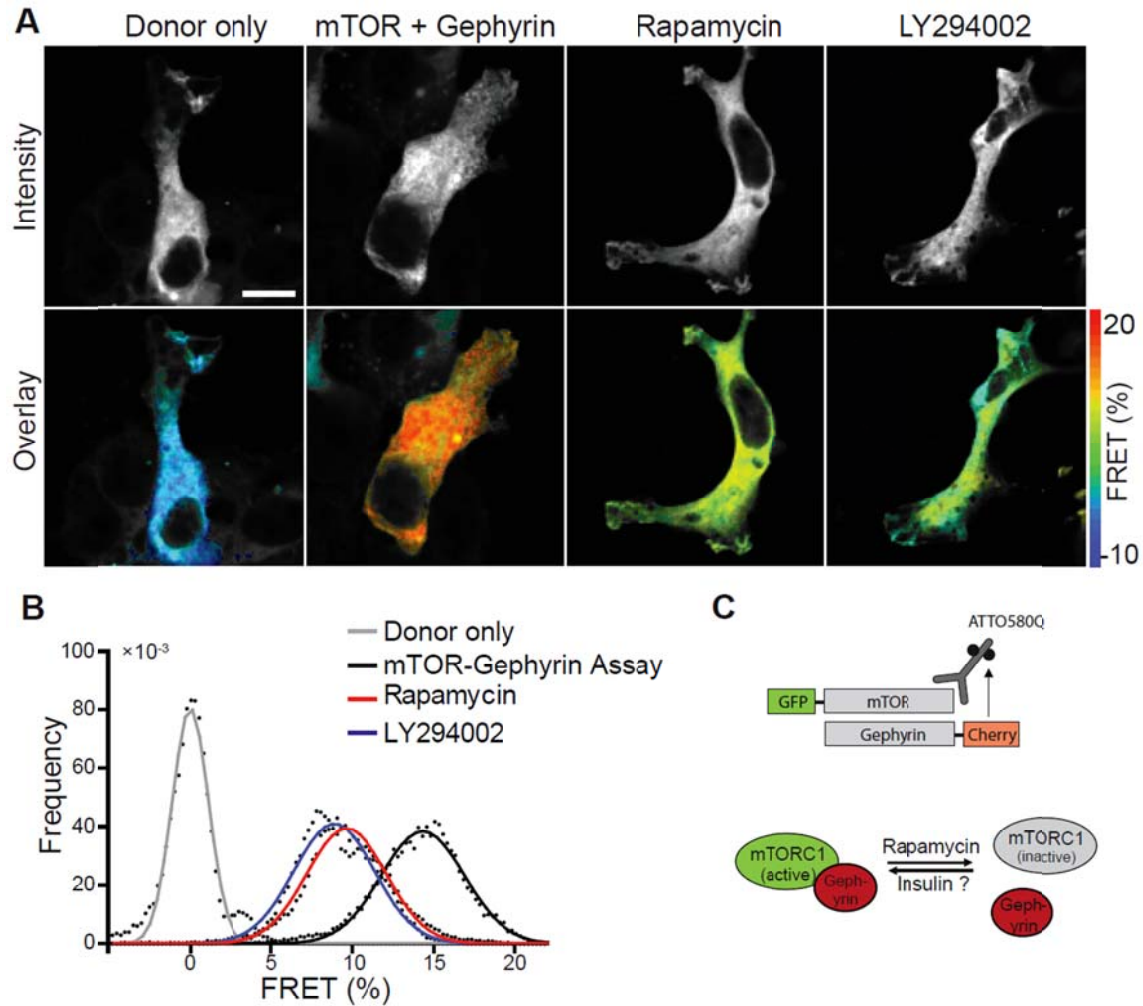 A
Donor only
mTOR + Gephyrin
Rapamycin
LY294002
Intensity
Overlay
20
FRET (%)
-10
B
100
×10⁻³
80
60
40
20
0
Frequency
0
5
10
15
20
FRET (%)
Donor only
mTOR-Gephyrin Assay
Rapamycin
LY294002
C
ATTO580Q
GFP
mTOR
Gephyrin
Cherry
mTORC1
(active)
Geph-
yrin
Rapamycin
Insulin ?
mTORC1
(inactive)
Geph-
yrin